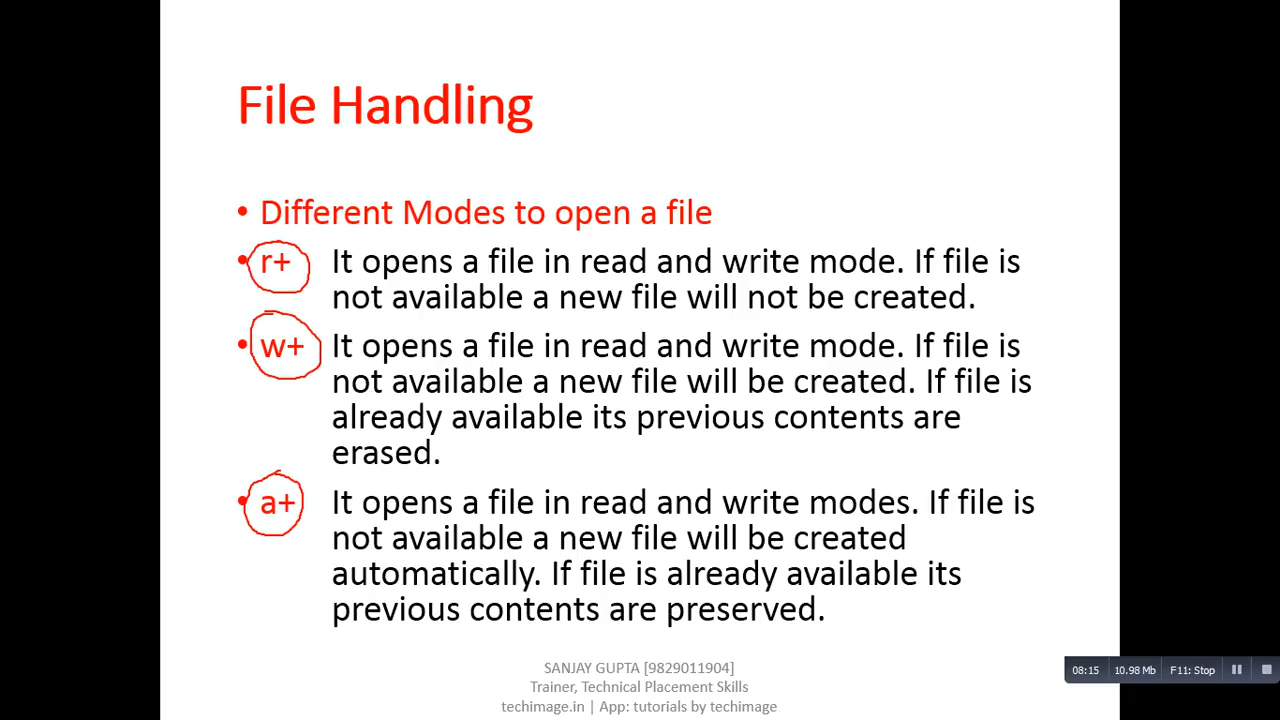 File Handling
• Different Modes to open a file
• r+ It opens a file in read and write mode. If file is
not available a new file will not be created.
• w+ It opens a file in read and write mode. If file is
not available a new file will be created. If file is
already available its previous contents are
erased.
• a+ It opens a file in read and write modes. If file is
not available a new file will be created
automatically. If file is already available its
previous contents are preserved.
SANJAY GUPTA [9829011904]
Trainer, Technical Placement Skills
techimage.in | App: tutorials by techimage
08:15 10.98 Mb F11: Stop